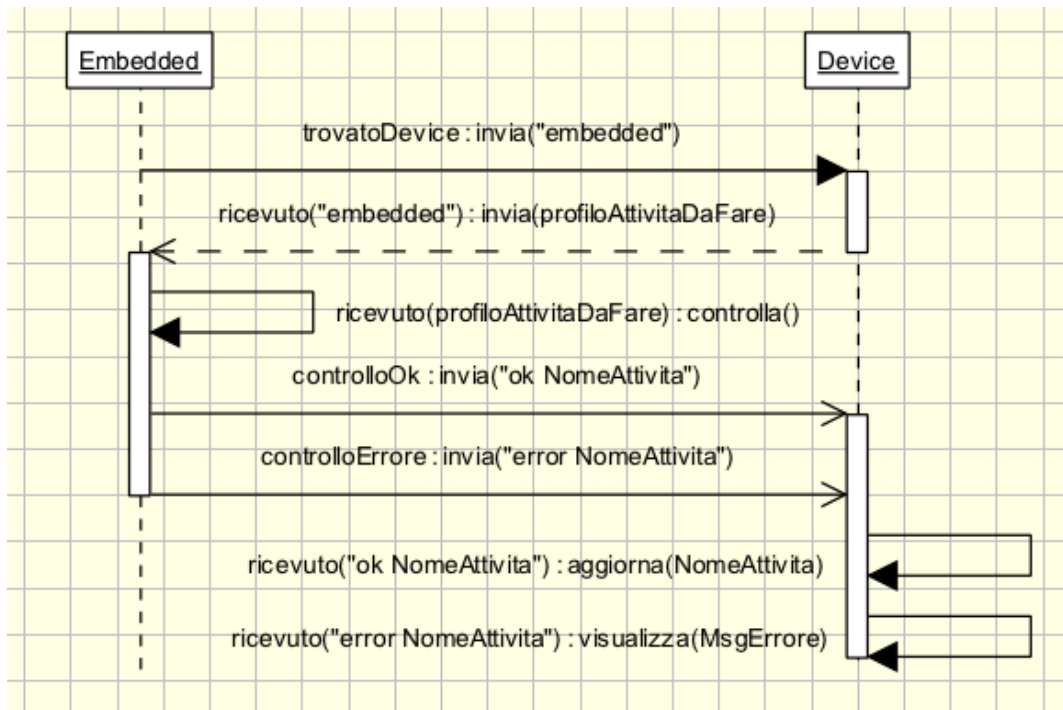 Embedded
Device
trovatoDevice : invia("embedded")
ricevuto("embedded") : invia(profiloAttivitaDaFare)
ricevuto(profiloAttivitaDaFare) : controlla()
controlloOk : invia("ok NomeAttivita")
controlloErrore : invia("error NomeAttivita")
ricevuto("ok NomeAttivita") : aggiorna(NomeAttivita)
ricevuto("error NomeAttivita") : visualizza(MsgErrore)